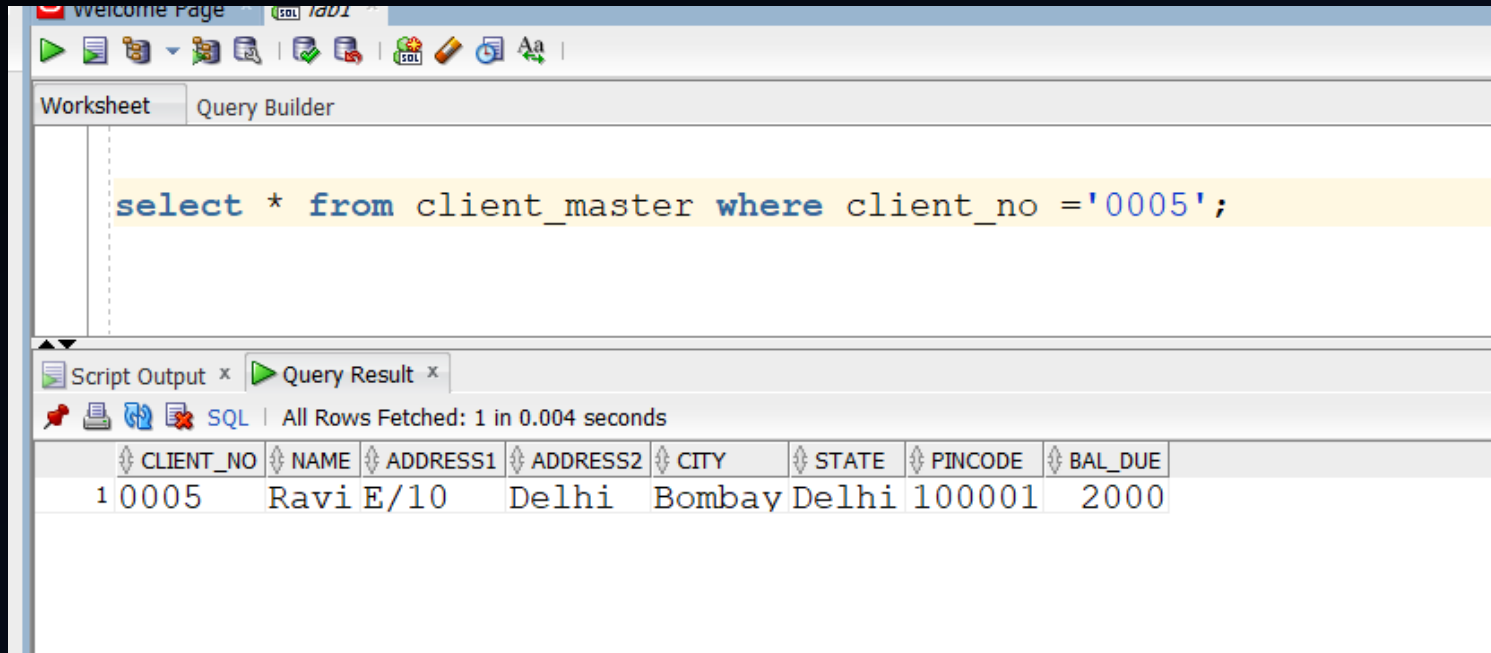 Welcome Page lab1
Worksheet Query Builder
select * from client_master where client_no ='0005';
Script Output x Query Result x
SQL | All Rows Fetched: 1 in 0.004 seconds
CLIENT_NO NAME ADDRESS1 ADDRESS2 CITY STATE PINCODE BAL_DUE
1 0005 Ravi E/10 Delhi Bombay Delhi 100001 2000